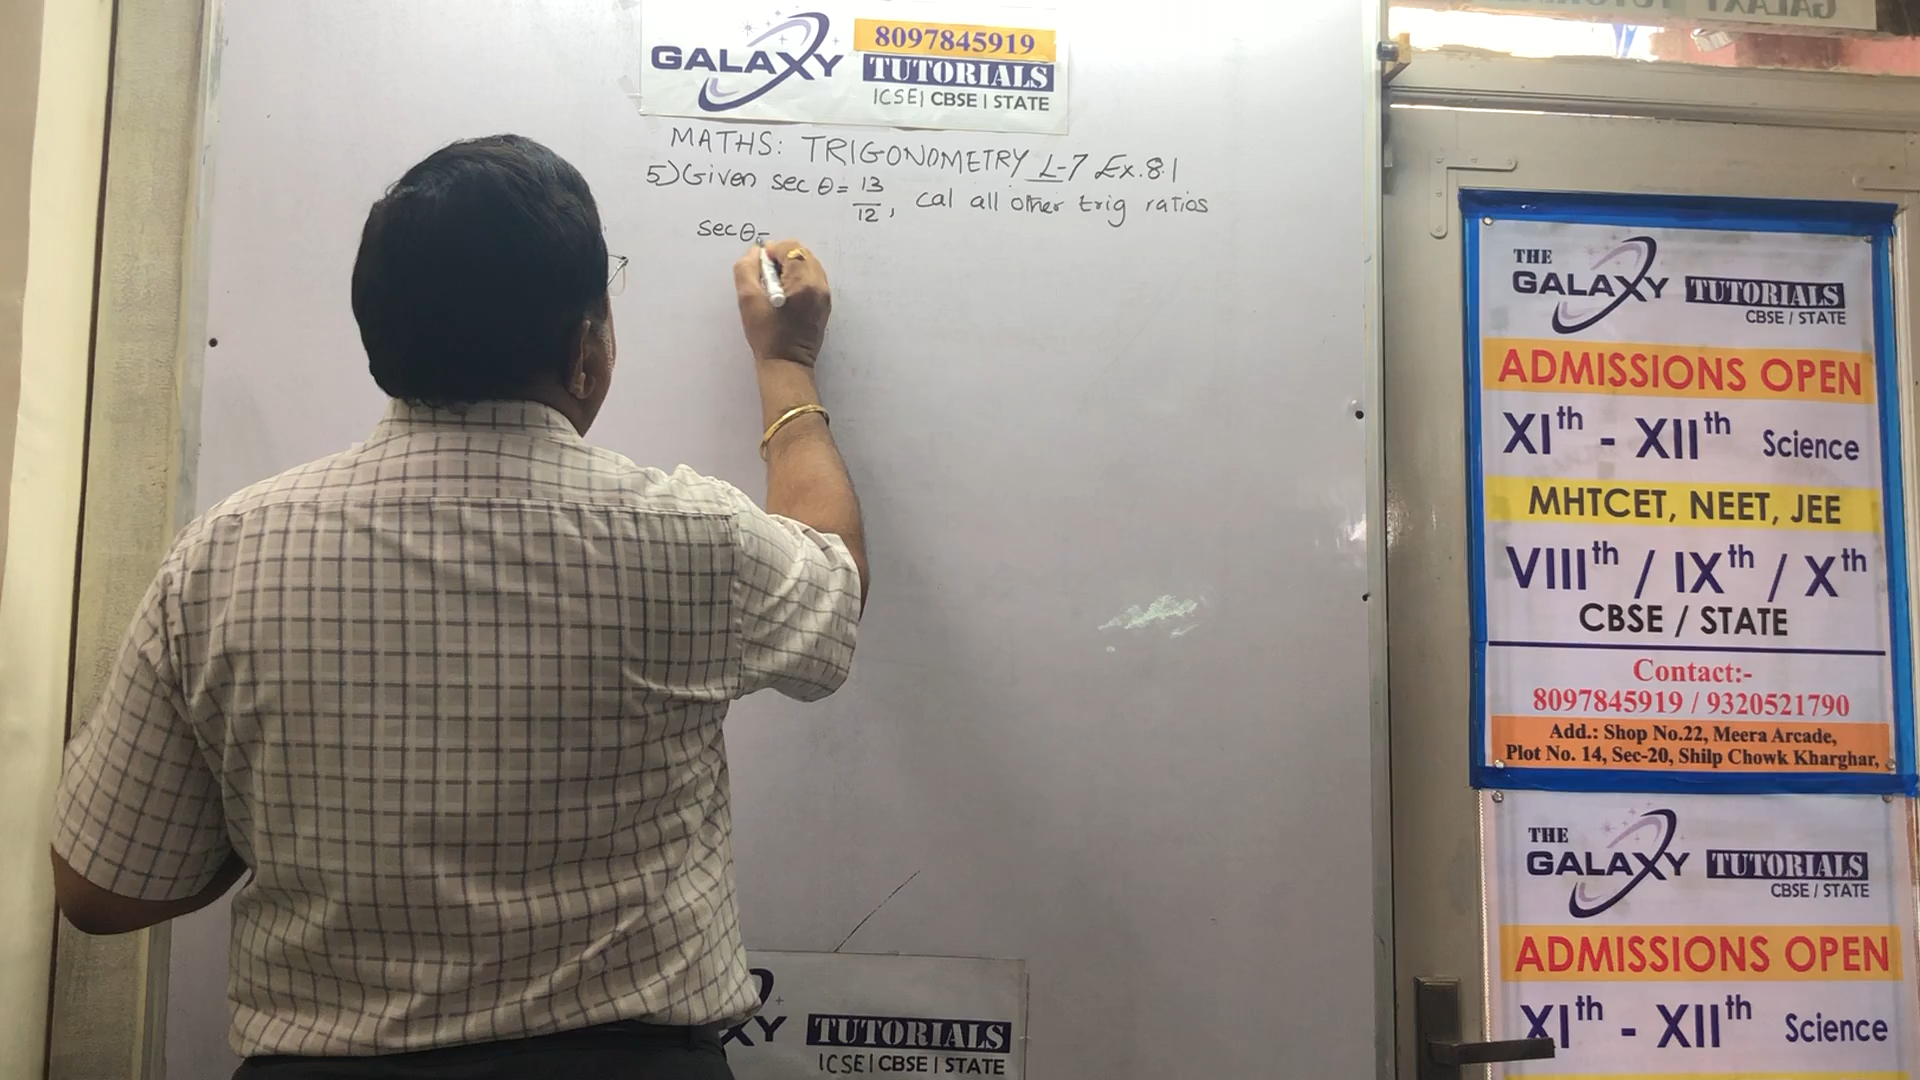 GALAXY TUTORIALS
8097845919
ICSE | CBSE | STATE
MATHS: TRIGONOMETRY L-7 Ex.8.1
5) Given sec θ = 13/12, cal all other trig ratios
sec θ =
TUTORIALS
ICSE | CBSE | STATE
THE
GALAXY TUTORIALS
CBSE / STATE
ADMISSIONS OPEN
XIth - XIIth Science
MHTCET, NEET, JEE
VIIIth / IXth / Xth
CBSE / STATE
Contact:-
8097845919 / 9320521790
Add.: Shop No.22, Meera Arcade,
Plot No. 14, Sec-20, Shilp Chowk Kharghar,
THE
GALAXY TUTORIALS
CBSE / STATE
ADMISSIONS OPEN
XIth - XIIth Science